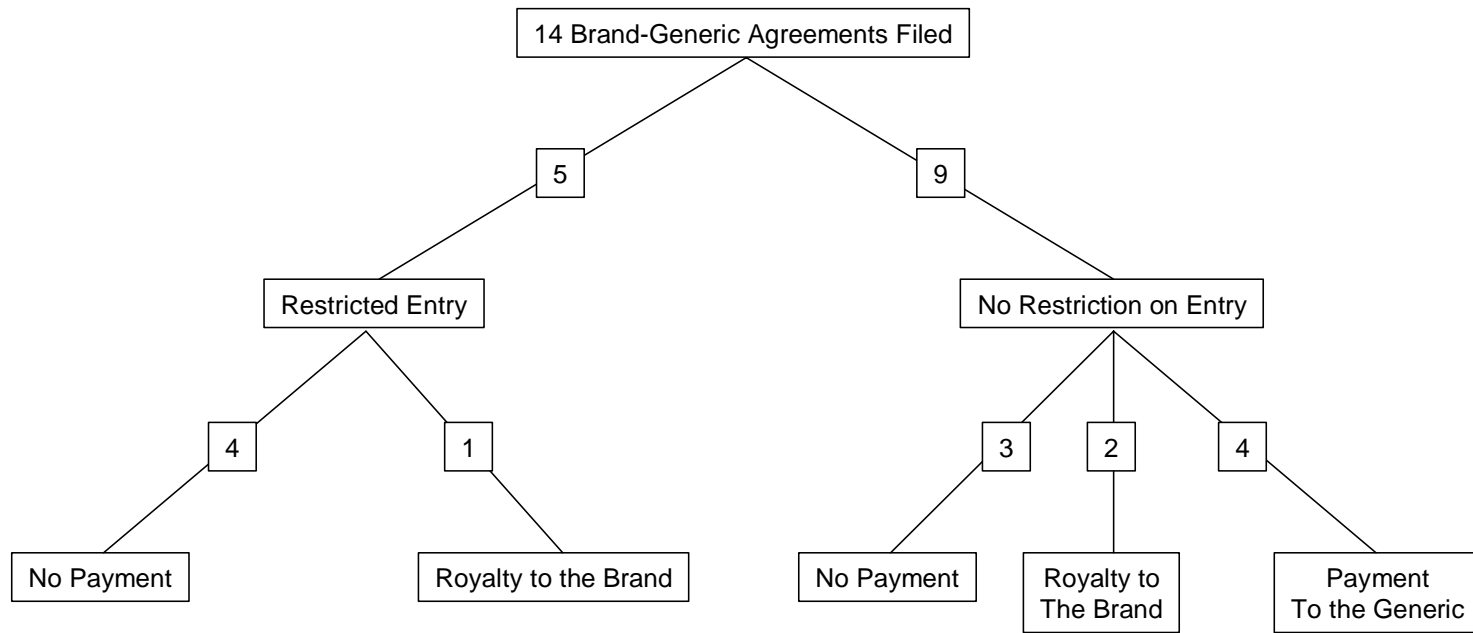 14 Brand-Generic Agreements Filed
5
9
Restricted Entry
No Restriction on Entry
4
1
3
2
4
No Payment
Royalty to the Brand
No Payment
Royalty to
The Brand
Payment
To the Generic